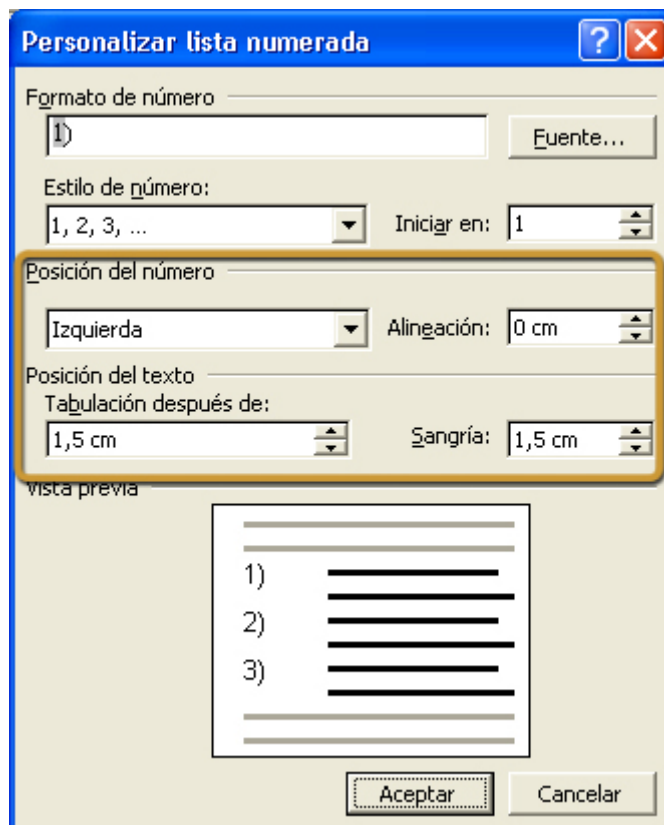 Personalizar lista numerada
Formato de número
1)
Fuente...
Estilo de número:
1, 2, 3, ...
Iniciar en: 1
Posición del número
Izquierda
Alineación: 0 cm
Posición del texto
Tabulación después de:
1,5 cm
Sangría: 1,5 cm
Vista previa
1)
2)
3)
Aceptar
Cancelar